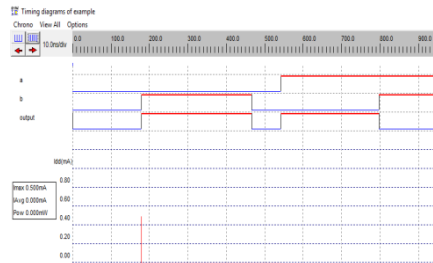 Timing diagrams of example
Chrono View All Options
10.0ns/div 0.0 100.0 200.0 300.0 400.0 500.0 600.0 700.0 800.0 900.0
a
b
output
Idd(mA)
0.80
Imax 0.500mA
IAvg 0.000mA
Pow 0.000mW
0.60
0.40
0.20
0.00